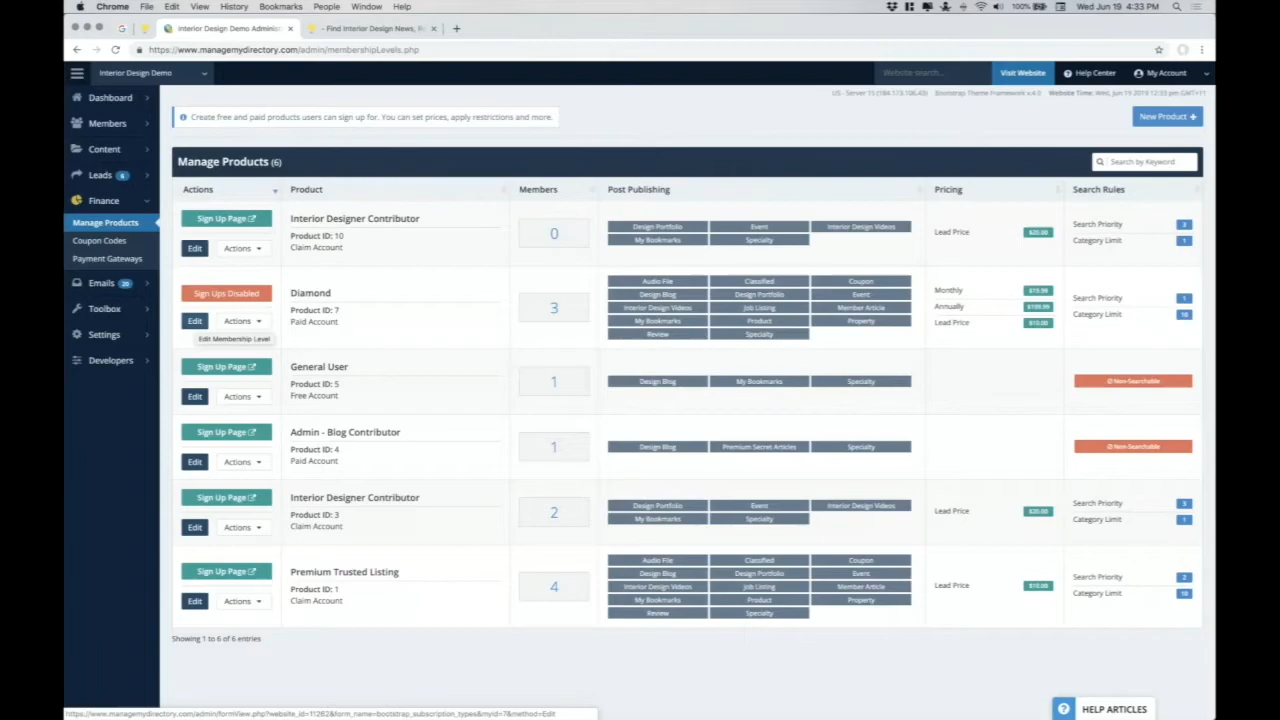 Chrome File Edit View History Bookmarks People Window Help 100% Wed Jun 19 4:33 PM
Interior Design Demo Adminis × - Find Interior Design News, R × +
https://www.managemydirectory.com/admin/membershipLevels.php
Interior Design Demo Website search... Visit Website Help Center My Account
US - Server 15 (184.173.106.43) Bootstrap Theme Framework v.4.0 Website Time: Wed, Jun 19 2019 12:33 pm GMT+11
Dashboard
Members
Content
Leads 6
Finance
Manage Products
Coupon Codes
Payment Gateways
Emails 20
Toolbox
Settings
Developers
Create free and paid products users can sign up for. You can set prices, apply restrictions and more.
New Product +
Manage Products (6) Search by Keyword
Actions Product Members Post Publishing Pricing Search Rules
Sign Up Page Interior Designer Contributor
Product ID: 10
Claim Account
Edit Actions
0
Design Portfolio Event Interior Design Videos
My Bookmarks Specialty
Lead Price $20.00
Search Priority 3
Category Limit 1
Sign Ups Disabled Diamond
Product ID: 7
Paid Account
Edit Actions
Edit Membership Level
3
Audio File Classified Coupon
Design Blog Design Portfolio Event
Interior Design Videos Job Listing Member Article
My Bookmarks Product Property
Review Specialty
Monthly $19.99
Annually $199.99
Lead Price $10.00
Search Priority 1
Category Limit 10
Sign Up Page General User
Product ID: 5
Free Account
Edit Actions
1
Design Blog My Bookmarks Specialty
Non-Searchable
Sign Up Page Admin - Blog Contributor
Product ID: 4
Paid Account
Edit Actions
1
Design Blog Premium Secret Articles Specialty
Non-Searchable
Sign Up Page Interior Designer Contributor
Product ID: 3
Claim Account
Edit Actions
2
Design Portfolio Event Interior Design Videos
My Bookmarks Specialty
Lead Price $20.00
Search Priority 3
Category Limit 1
Sign Up Page Premium Trusted Listing
Product ID: 1
Claim Account
Edit Actions
4
Audio File Classified Coupon
Design Blog Design Portfolio Event
Interior Design Videos Job Listing Member Article
My Bookmarks Product Property
Review Specialty
Lead Price $10.00
Search Priority 2
Category Limit 10
Showing 1 to 6 of 6 entries
HELP ARTICLES
https://www.managemydirectory.com/admin/formView.php?website_id=11262&form_name=bootstrap_subscription_types&myid=7&method=Edit